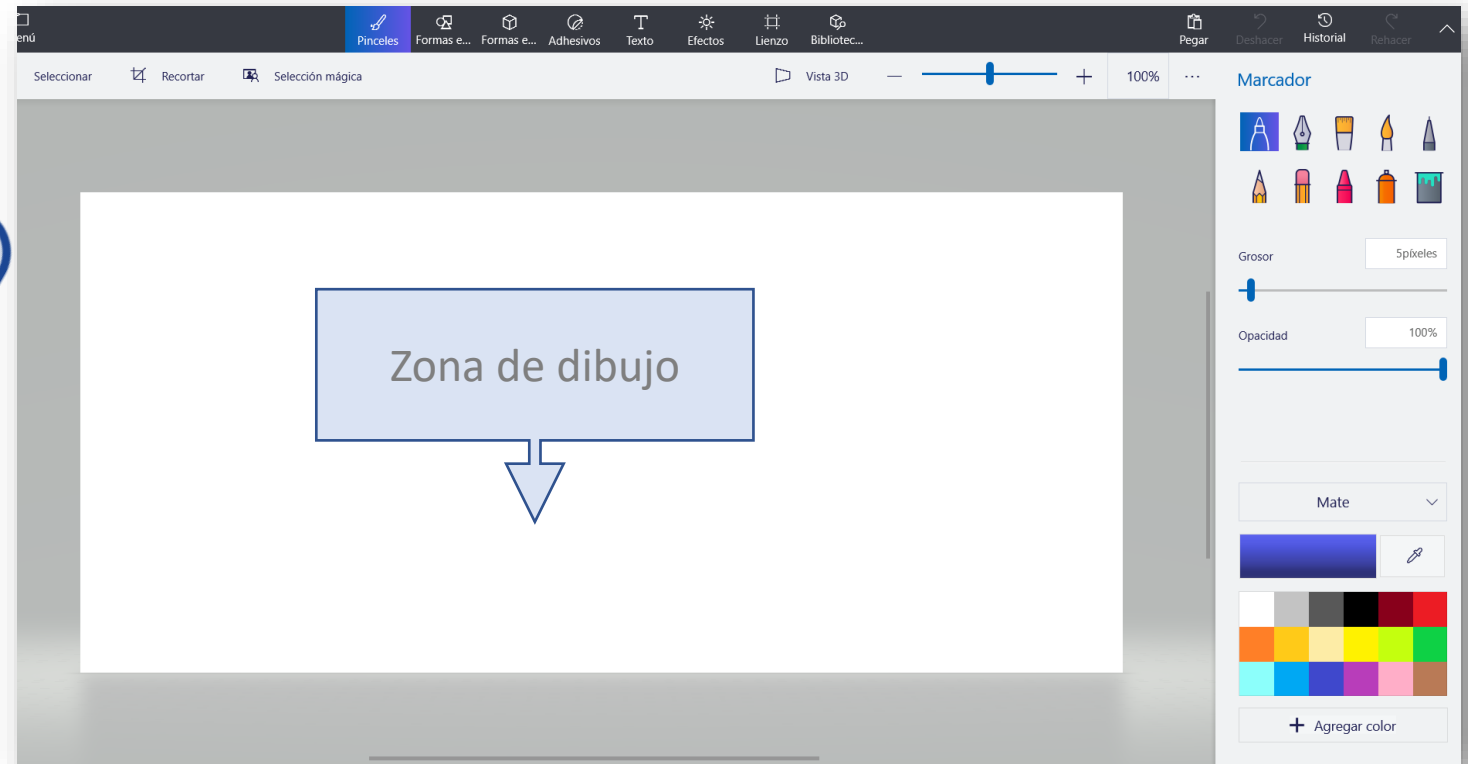 enú
Pinceles
Formas e...
Formas e...
Adhesivos
Texto
Efectos
Lienzo
Bibliotec...
Pegar
Deshacer
Historial
Rehacer
Seleccionar
Recortar
Selección mágica
Vista 3D
100%
Marcador
Grosor
5píxeles
Opacidad
100%
Zona de dibujo
Mate
Agregar color